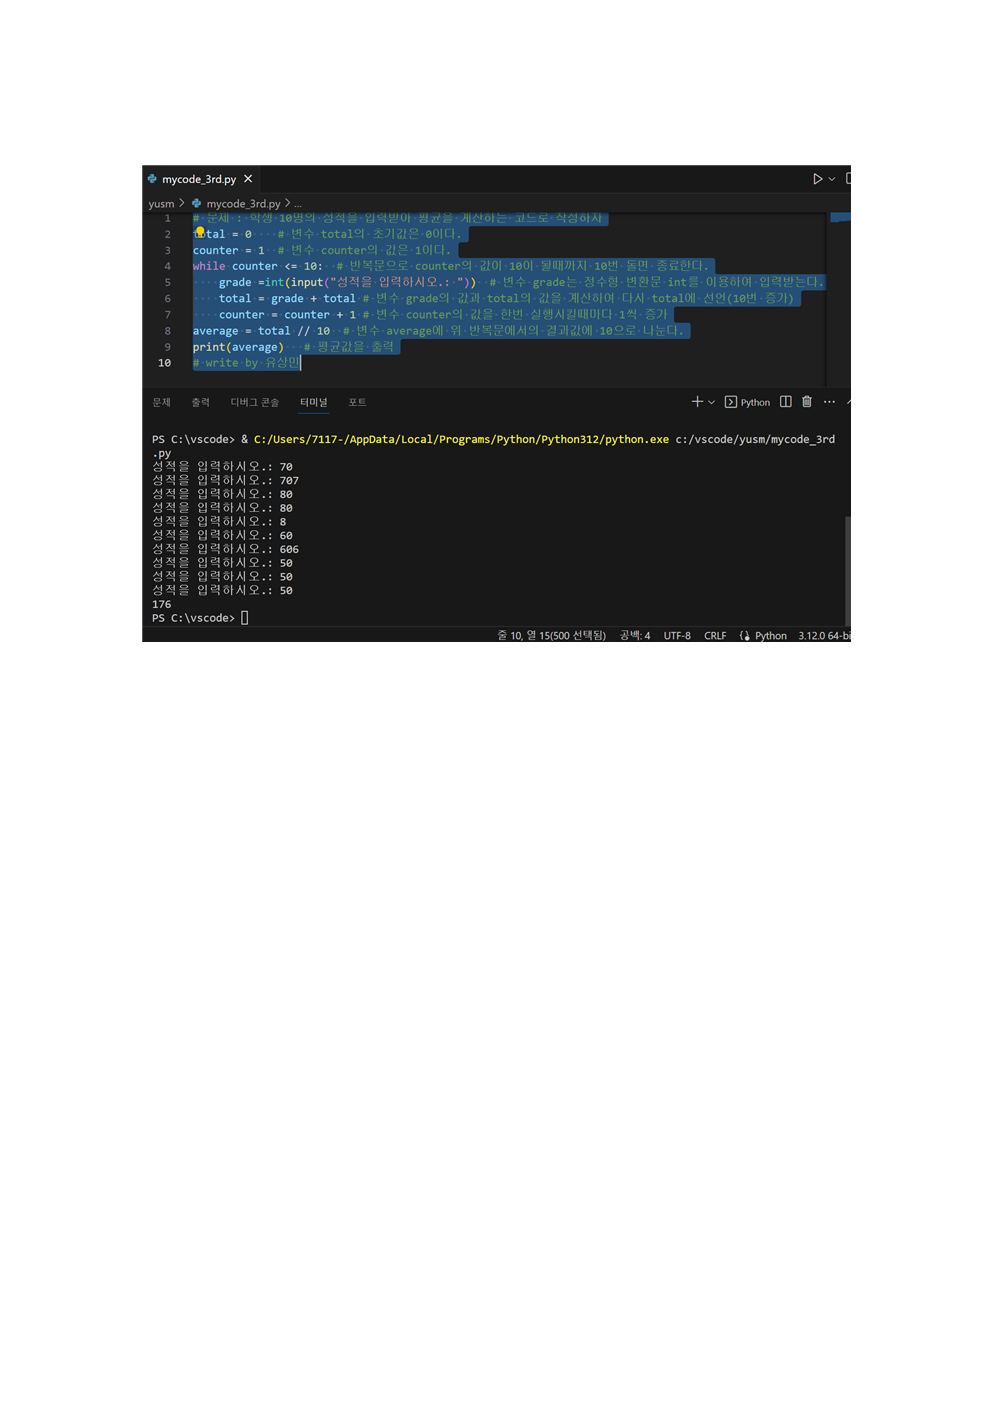 mycode_3rd.py
yusm > mycode_3rd.py > ...
1 # 문제 : 학생 10명의 성적을 입력받아 평균을 계산하는 코드로 작성하자
2 total = 0 # 변수 total의 초기값은 0이다.
3 counter = 1 # 변수 counter의 값은 1이다.
4 while counter <= 10: # 반복문으로 counter의 값이 10이 될때까지 10번 돌면 종료한다.
5 grade =int(input("성적을 입력하시오.: ")) # 변수 grade는 정수형 변환문 int를 이용하여 입력받는다.
6 total = grade + total # 변수 grade의 값과 total의 값을 계산하여 다시 total에 선언(10번 증가)
7 counter = counter + 1 # 변수 counter의 값을 한번 실행시킬때마다 1씩 증가
8 average = total // 10 # 변수 average에 위 반복문에서의 결과값에 10으로 나눈다.
9 print(average) # 평균값을 출력
10 # write by 유상민
문제 출력 디버그 콘솔 터미널 포트 Python
PS C:\vscode> & C:/Users/7117-/AppData/Local/Programs/Python/Python312/python.exe c:/vscode/yusm/mycode_3rd
.py
성적을 입력하시오.: 70
성적을 입력하시오.: 707
성적을 입력하시오.: 80
성적을 입력하시오.: 80
성적을 입력하시오.: 8
성적을 입력하시오.: 60
성적을 입력하시오.: 606
성적을 입력하시오.: 50
성적을 입력하시오.: 50
성적을 입력하시오.: 50
176
PS C:\vscode>
줄 10, 열 15(500 선택됨) 공백: 4 UTF-8 CRLF Python 3.12.0 64-bi